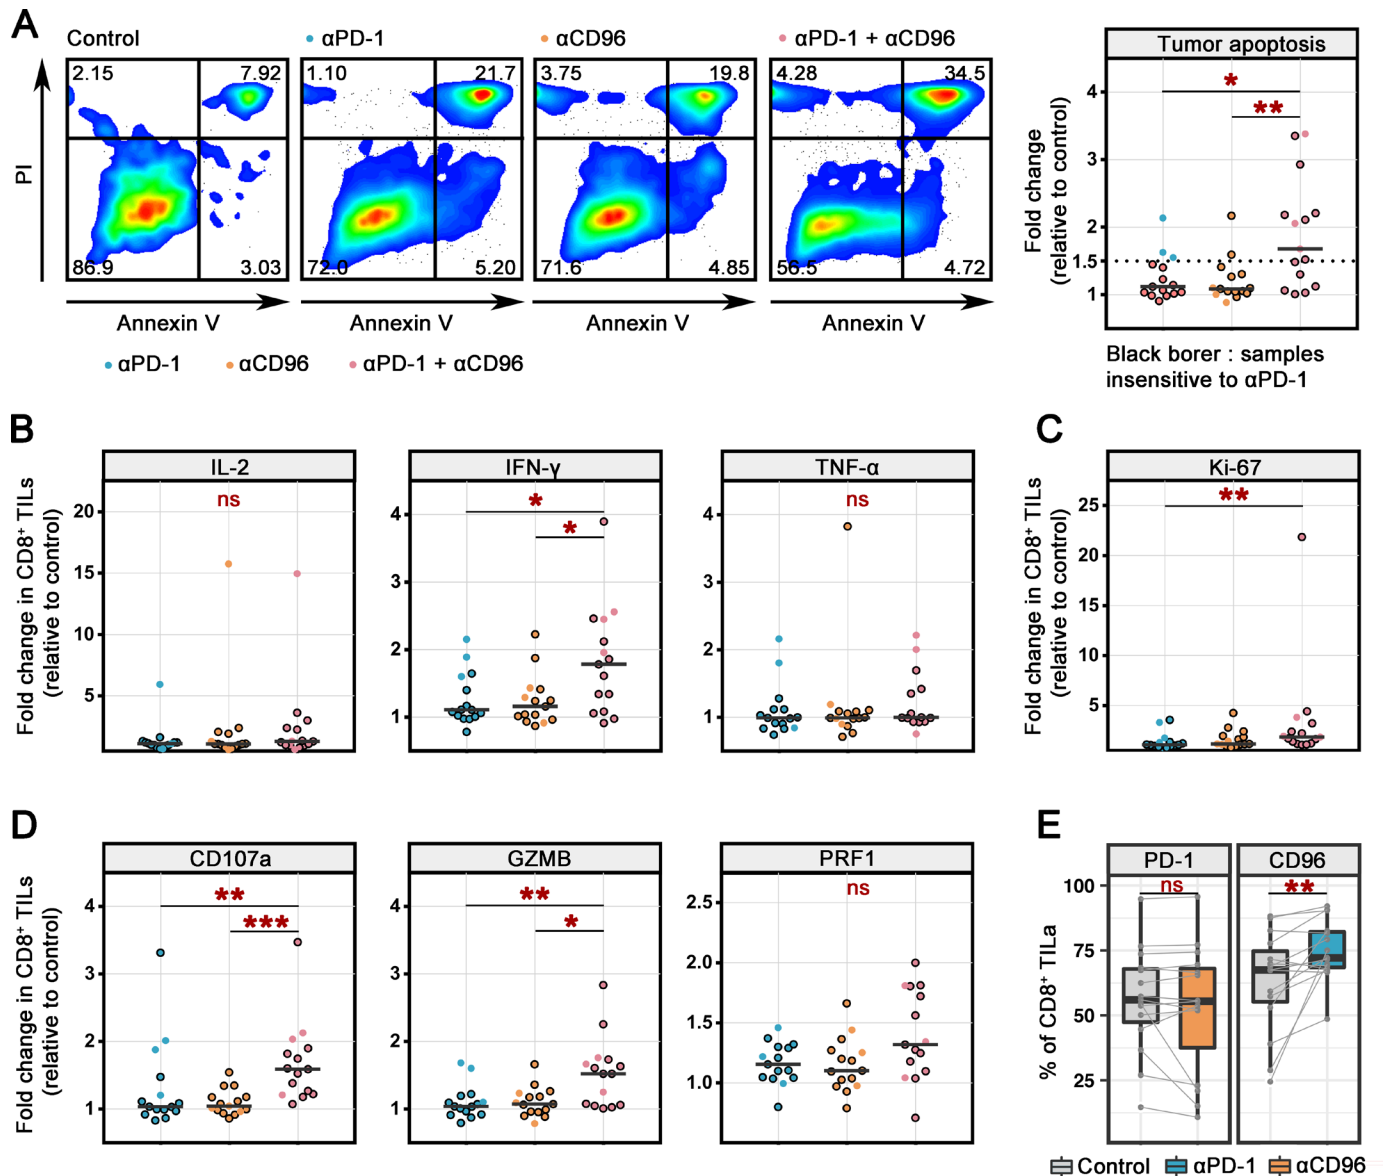 A
Control
αPD-1
αCD96
αPD-1 + αCD96
2.15
7.92
86.9
3.03
1.10
21.7
72.0
5.20
3.75
19.8
71.6
4.85
4.28
34.5
56.5
4.72
PI
Annexin V
Annexin V
Annexin V
Annexin V
αPD-1
αCD96
αPD-1 + αCD96
Tumor apoptosis
*
**
Fold change
(relative to control)
4
3
2
1.5
1
Black borer : samples
insensitive to αPD-1
B
Fold change in CD8⁺ TILs
(relative to control)
IL-2
ns
20
15
10
5
IFN-γ
*
*
4
3
2
1
TNF-α
ns
4
3
2
1
C
Fold change in CD8⁺ TILs
(relative to control)
Ki-67
**
25
20
15
10
5
D
Fold change in CD8⁺ TILs
(relative to control)
CD107a
**
***
4
3
2
1
GZMB
**
*
4
3
2
1
PRF1
ns
2.5
2.0
1.5
1.0
E
% of CD8⁺ TILa
PD-1
CD96
ns
**
100
75
50
25
Control
αPD-1
αCD96